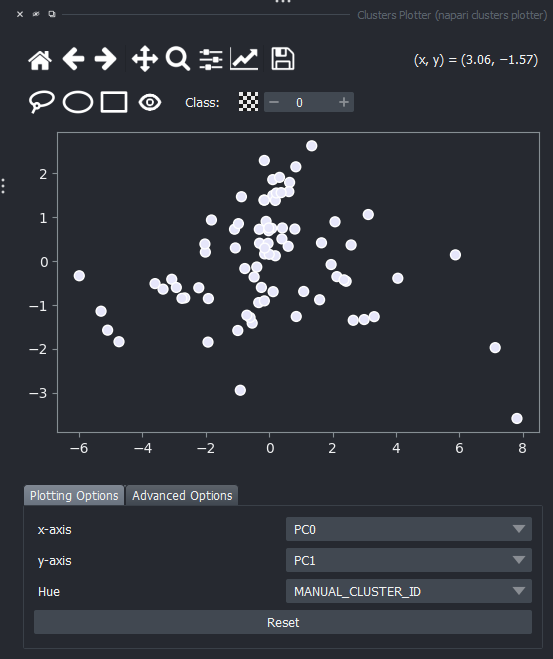 Clusters Plotter (napari clusters plotter)
(x, y) = (3.06, −1.57)
Class: 0
2
1
0
−1
−2
−3
−6 −4 −2 0 2 4 6 8
Plotting Options Advanced Options
x-axis PC0
y-axis PC1
Hue MANUAL_CLUSTER_ID
Reset